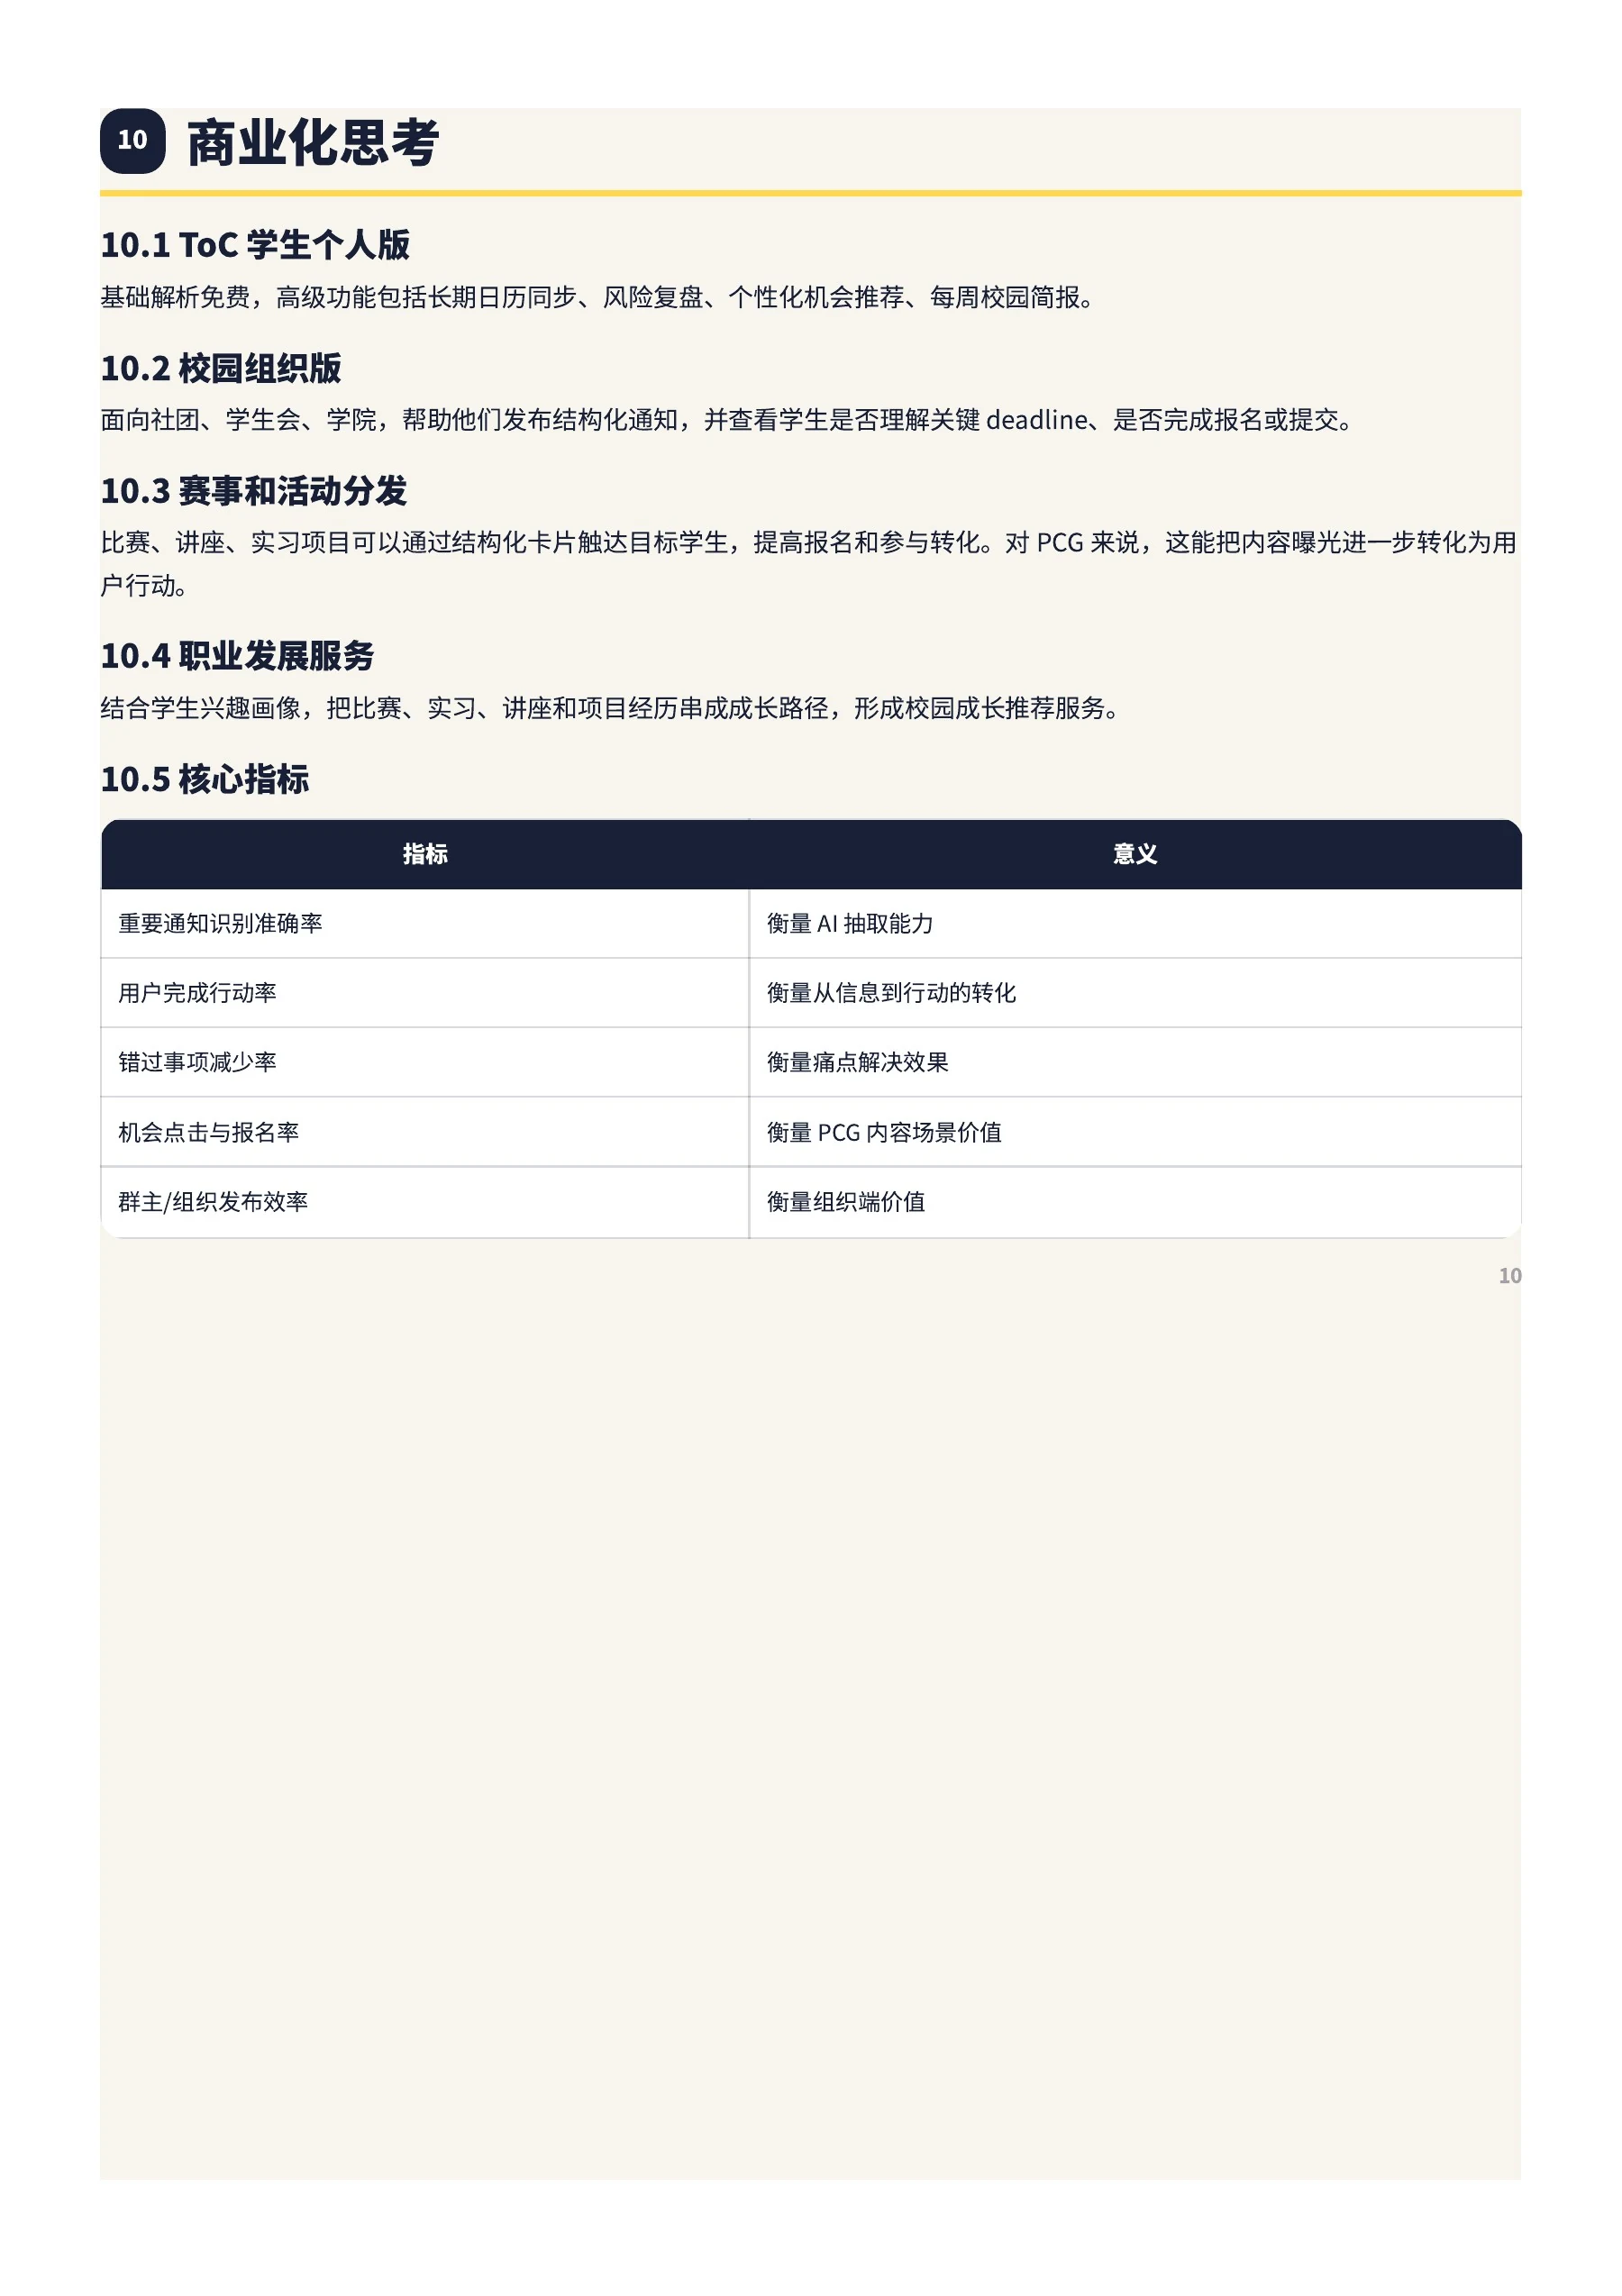 10 商业化思考
10.1 ToC 学生个人版
基础解析免费，高级功能包括长期日历同步、风险复盘、个性化机会推荐、每周校园简报。
10.2 校园组织版
面向社团、学生会、学院，帮助他们发布结构化通知，并查看学生是否理解关键 deadline、是否完成报名或提交。
10.3 赛事和活动分发
比赛、讲座、实习项目可以通过结构化卡片触达目标学生，提高报名和参与转化。对 PCG 来说，这能把内容曝光进一步转化为用
户行动。
10.4 职业发展服务
结合学生兴趣画像，把比赛、实习、讲座和项目经历串成成长路径，形成校园成长推荐服务。
10.5 核心指标
指标 意义
重要通知识别准确率 衡量 AI 抽取能力
用户完成行动率 衡量从信息到行动的转化
错过事项减少率 衡量痛点解决效果
机会点击与报名率 衡量 PCG 内容场景价值
群主/组织发布效率 衡量组织端价值
10